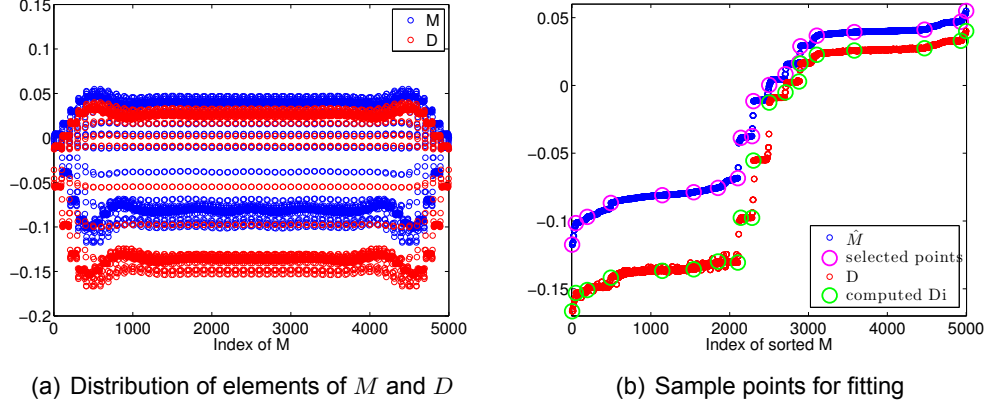 0.15
0.1
0.05
0
−0.05
−0.1
−0.15
−0.2
0 1000 2000 3000 4000 5000
Index of M
M
D
(a) Distribution of elements of M and D
0.05
0
−0.05
−0.1
−0.15
0 1000 2000 3000 4000 5000
Index of sorted M
M̂
selected points
D
computed Di
(b) Sample points for fitting